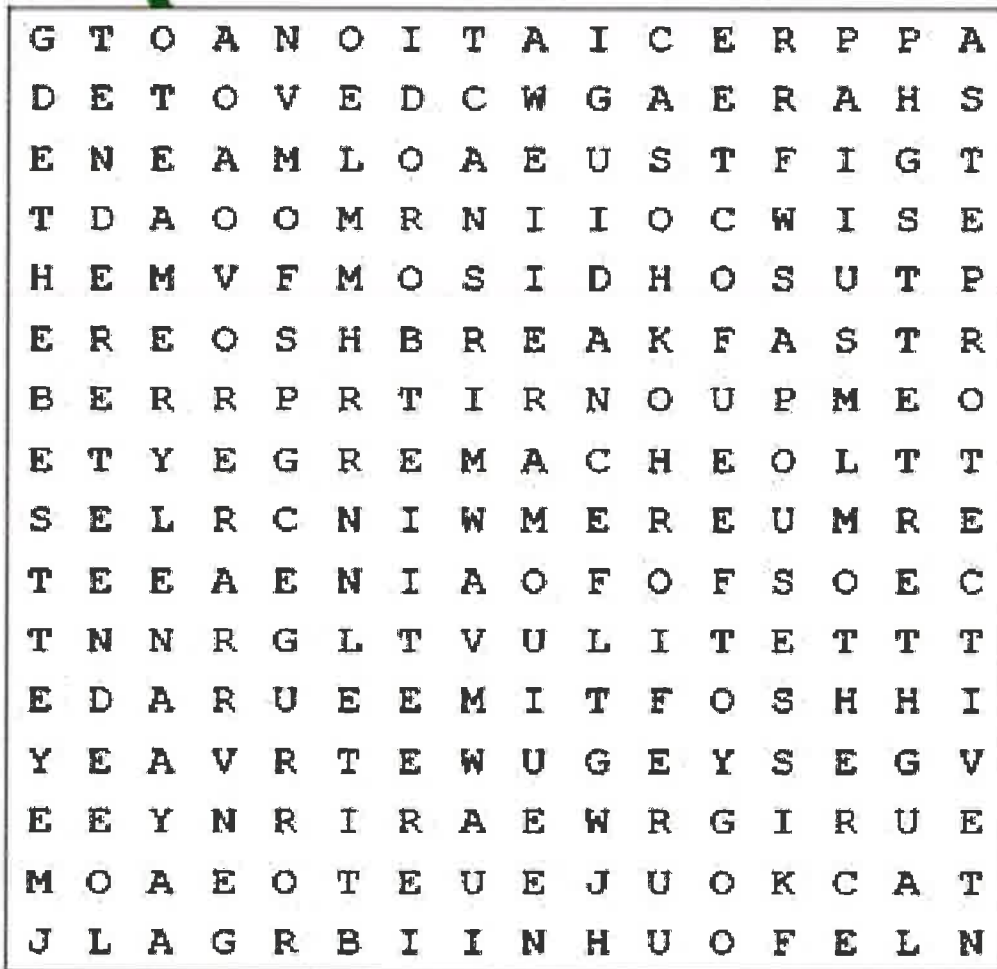 G T O A N O I T A I C E R P P A
D E T O V E D C W G A E R A H S
E N E A M L O A E U S T F I G T
T D A O O M R N I I O C W I S E
H E M V F M O S I D H O S U T P
E R E O S H B R E A K F A S T R
B E R R P R T I R N O U P M E O
E T Y E G R E M A C H E O L T T
S E L R C N I W M E R E U M R E
T E E A E N I A O F O F S O E C
T N N R G L T V U L I T E T T T
E D A R U E E M I T F O S H H I
Y E A V R T E W U G E Y S E G V
E E Y N R I R A E W R G I R U E
M O A E O T E U E J U O K C A T
J L A G R B I I N H U O F E L N